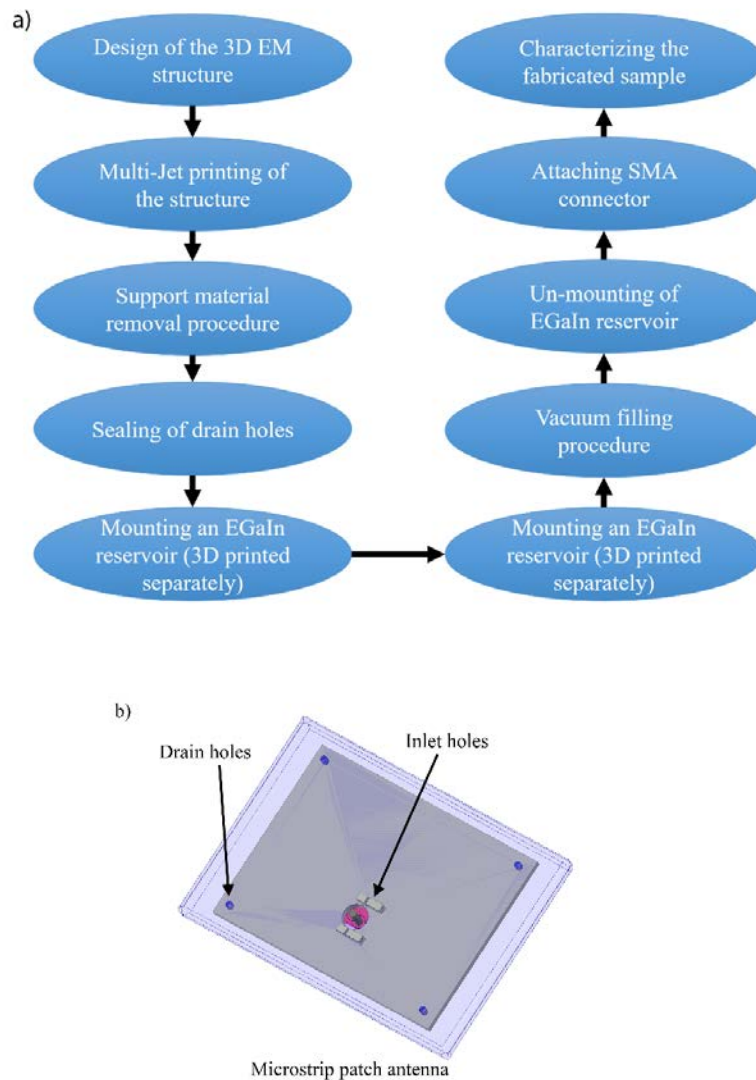 a)
Design of the 3D EM
structure
Multi-Jet printing of
the structure
Support material
removal procedure
Sealing of drain holes
Mounting an EGaIn
reservoir (3D printed
separately)
Mounting an EGaIn
reservoir (3D printed
separately)
Vacuum filling
procedure
Un-mounting of
EGaIn reservoir
Attaching SMA
connector
Characterizing the
fabricated sample
b)
Drain holes
Inlet holes
Microstrip patch antenna